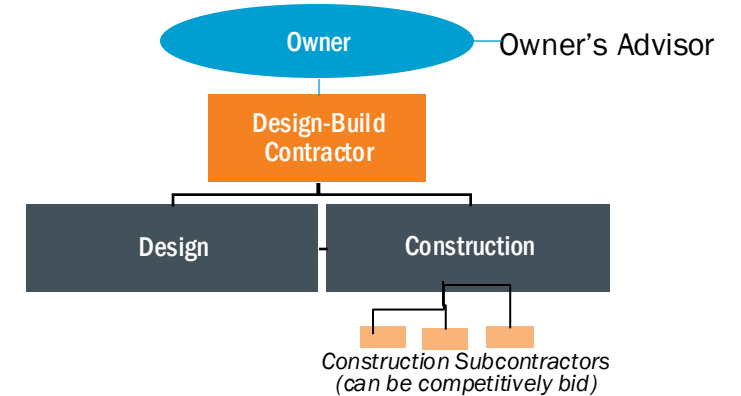 Owner
Owner's Advisor
Design-Build
Contractor
Design
Construction
Construction Subcontractors
(can be competitively bid)